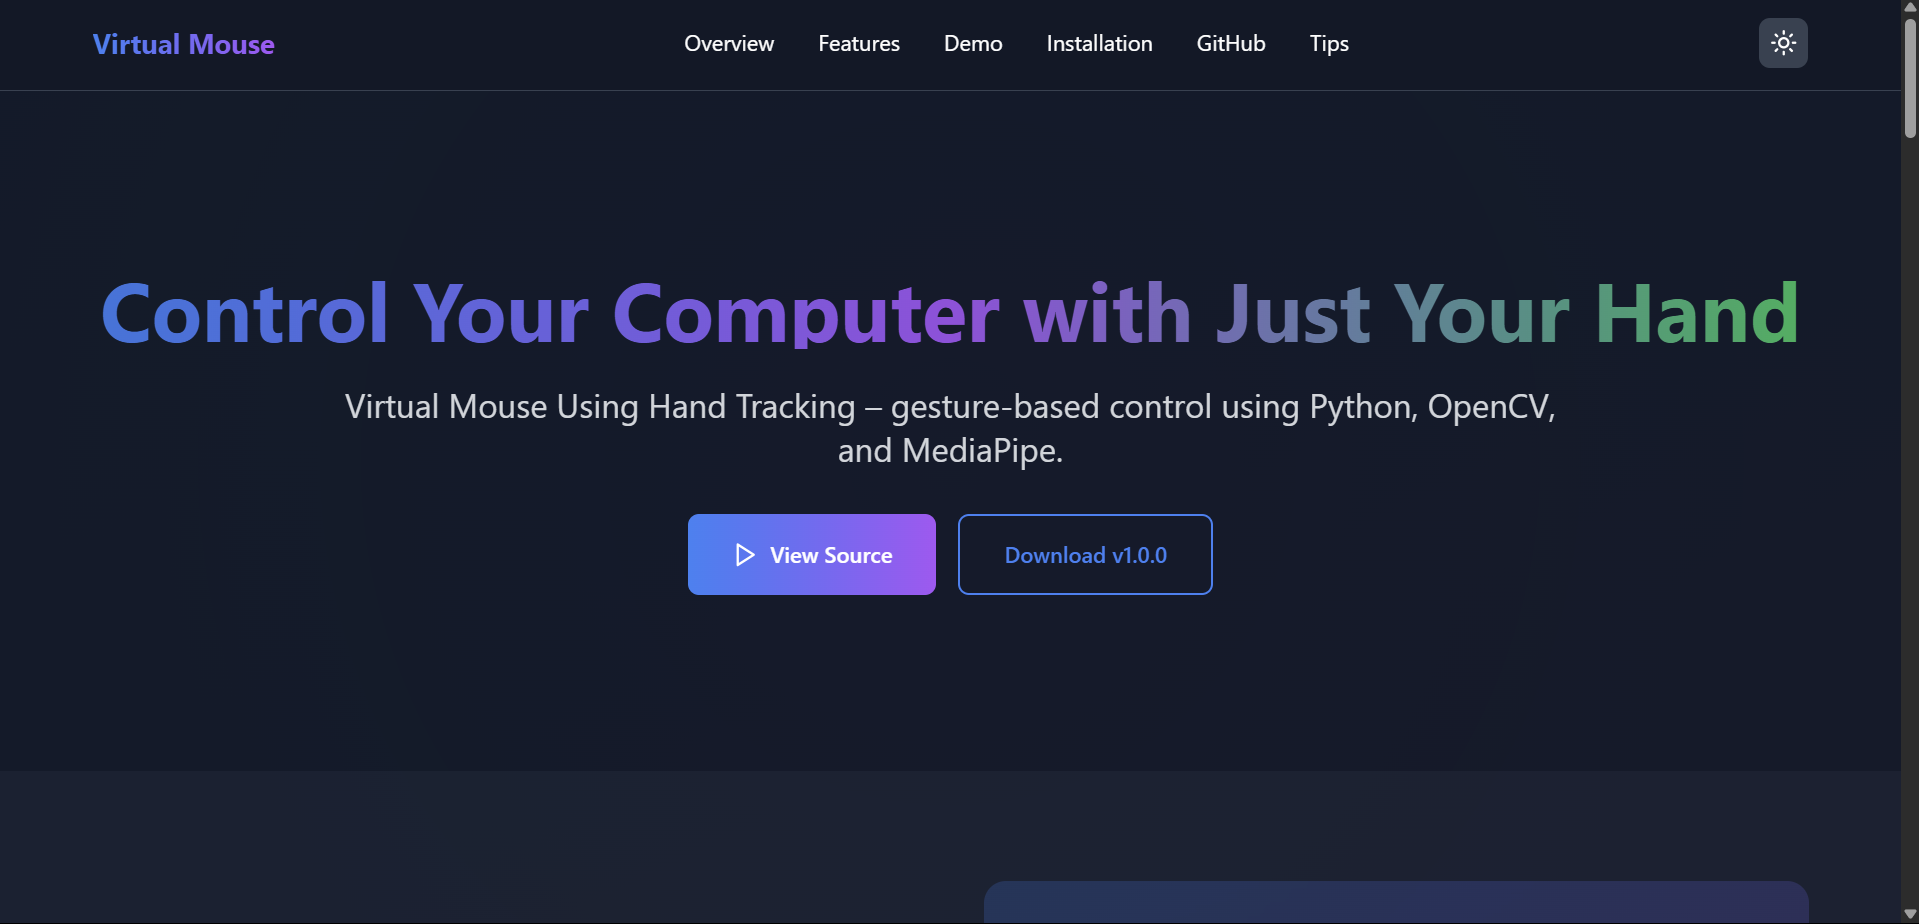 Virtual Mouse
Overview
Features
Demo
Installation
GitHub
Tips
Control Your Computer with Just Your Hand
Virtual Mouse Using Hand Tracking – gesture-based control using Python, OpenCV,
and MediaPipe.
View Source
Download v1.0.0